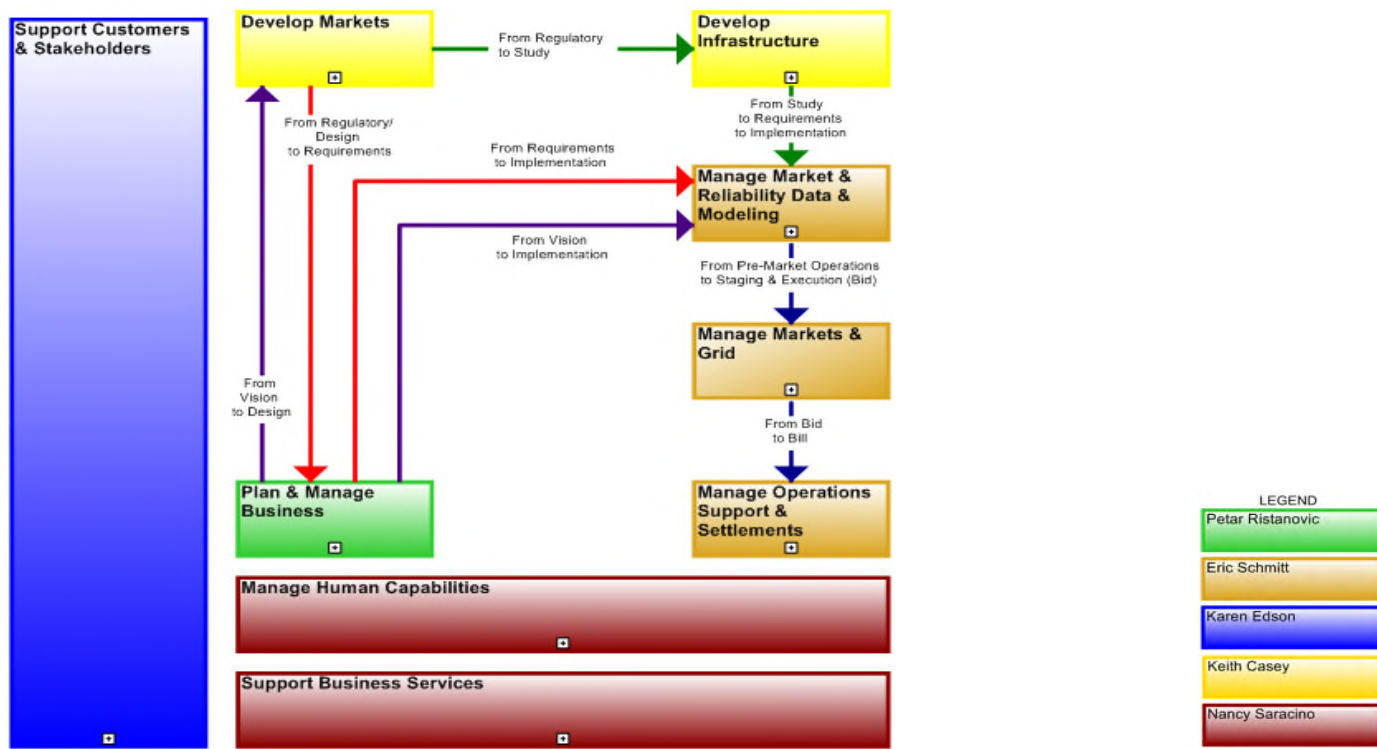 Support Customers
& Stakeholders
Develop Markets
From Regulatory
to Study
Develop
Infrastructure
From Regulatory/
Design
to Requirements
From Study
to Requirements
to Implementation
From Requirements
to Implementation
Manage Market &
Reliability Data &
Modeling
From Vision
to Implementation
From Pre-Market Operations
to Staging & Execution (Bid)
Manage Markets &
Grid
From
Vision
to Design
From Bid
to Bill
Plan & Manage
Business
Manage Operations
Support &
Settlements
Manage Human Capabilities
Support Business Services
LEGEND
Petar Ristanovic
Eric Schmitt
Karen Edson
Keith Casey
Nancy Saracino